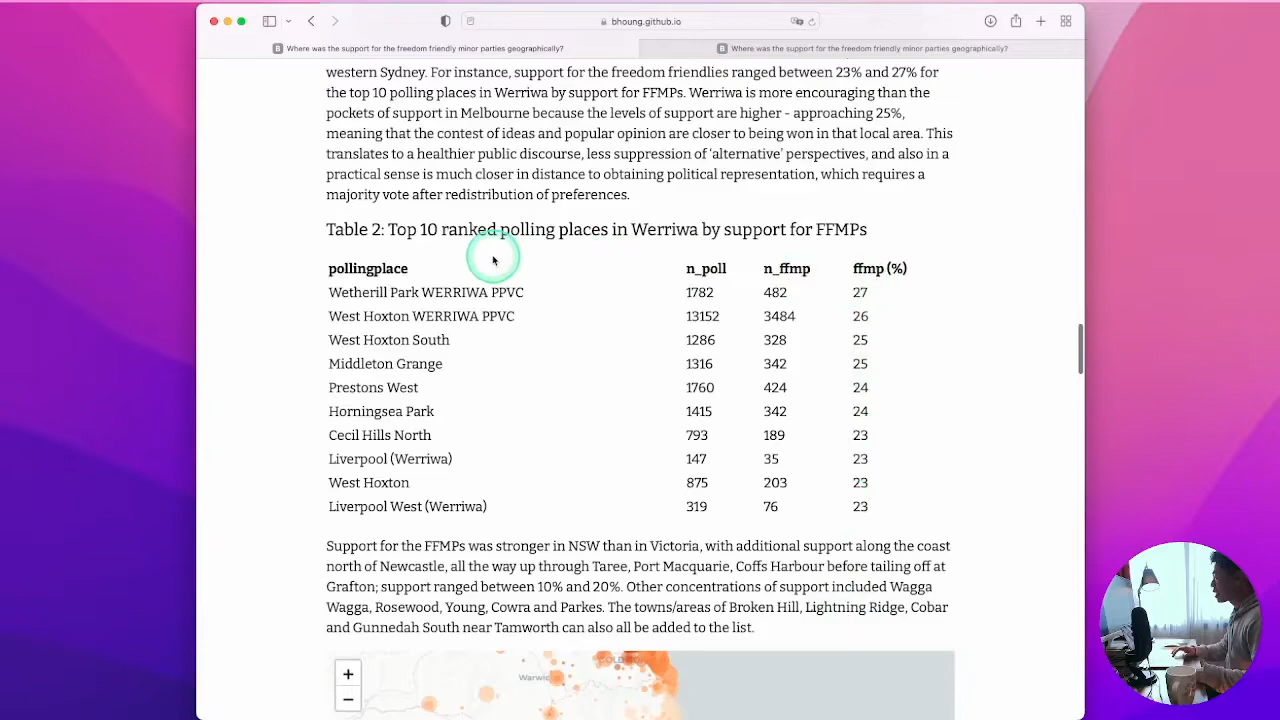 bhoung.github.io
Where was the support for the freedom friendly minor parties geographically?
Where was the support for the freedom friendly minor parties geographically?
western Sydney. For instance, support for the freedom friendlies ranged between 23% and 27% for
the top 10 polling places in Werriwa by support for FFMPs. Werriwa is more encouraging than the
pockets of support in Melbourne because the levels of support are higher - approaching 25%,
meaning that the contest of ideas and popular opinion are closer to being won in that local area. This
translates to a healthier public discourse, less suppression of ‘alternative’ perspectives, and also in a
practical sense is much closer in distance to obtaining political representation, which requires a
majority vote after redistribution of preferences.
Table 2: Top 10 ranked polling places in Werriwa by support for FFMPs
pollingplace n_poll n_ffmp ffmp (%)
Wetherill Park WERRIWA PPVC 1782 482 27
West Hoxton WERRIWA PPVC 13152 3484 26
West Hoxton South 1286 328 25
Middleton Grange 1316 342 25
Prestons West 1760 424 24
Horningsea Park 1415 342 24
Cecil Hills North 793 189 23
Liverpool (Werriwa) 147 35 23
West Hoxton 875 203 23
Liverpool West (Werriwa) 319 76 23
Support for the FFMPs was stronger in NSW than in Victoria, with additional support along the coast
north of Newcastle, all the way up through Taree, Port Macquarie, Coffs Harbour before tailing off at
Grafton; support ranged between 10% and 20%. Other concentrations of support included Wagga
Wagga, Rosewood, Young, Cowra and Parkes. The towns/areas of Broken Hill, Lightning Ridge, Cobar
and Gunnedah South near Tamworth can also all be added to the list.
+
−